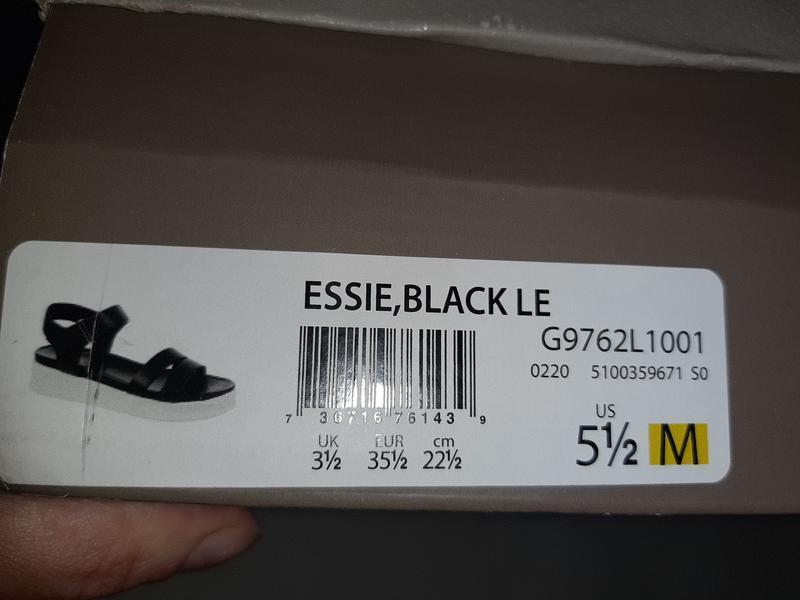 ESSIE,BLACK LE
G9762L1001
0220 5100359671 S0
7 36716 76143 9
UK EUR cm
3½ 35½ 22½
US
5½ M